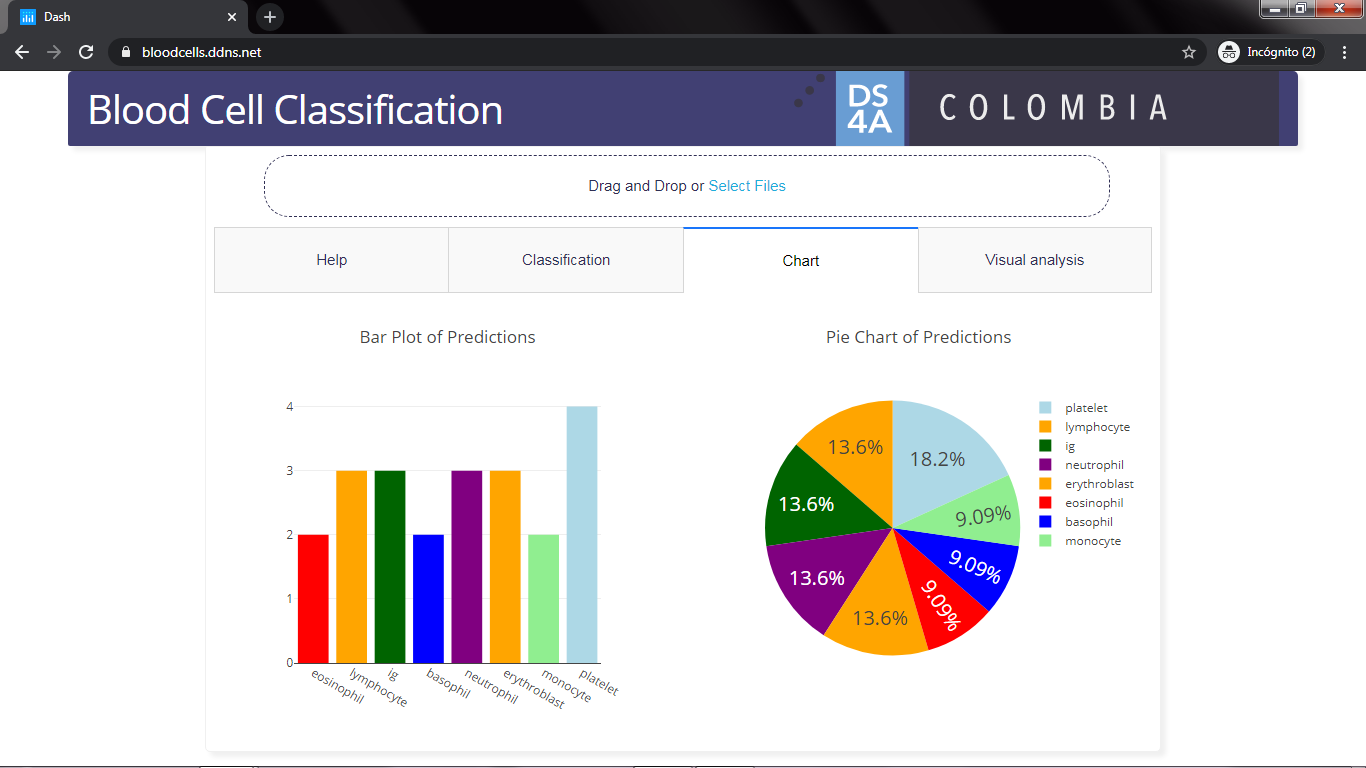 Dash
bloodcells.ddns.net
Incógnito (2)
Blood Cell Classification
DS
4A
COLOMBIA
Drag and Drop or Select Files
Help
Classification
Chart
Visual analysis
Bar Plot of Predictions
4
3
2
1
0
eosinophil
lymphocyte
ig
basophil
neutrophil
erythroblast
monocyte
platelet
Pie Chart of Predictions
13.6%
18.2%
13.6%
9.09%
13.6%
9.09%
13.6%
9.09%
platelet
lymphocyte
ig
neutrophil
erythroblast
eosinophil
basophil
monocyte